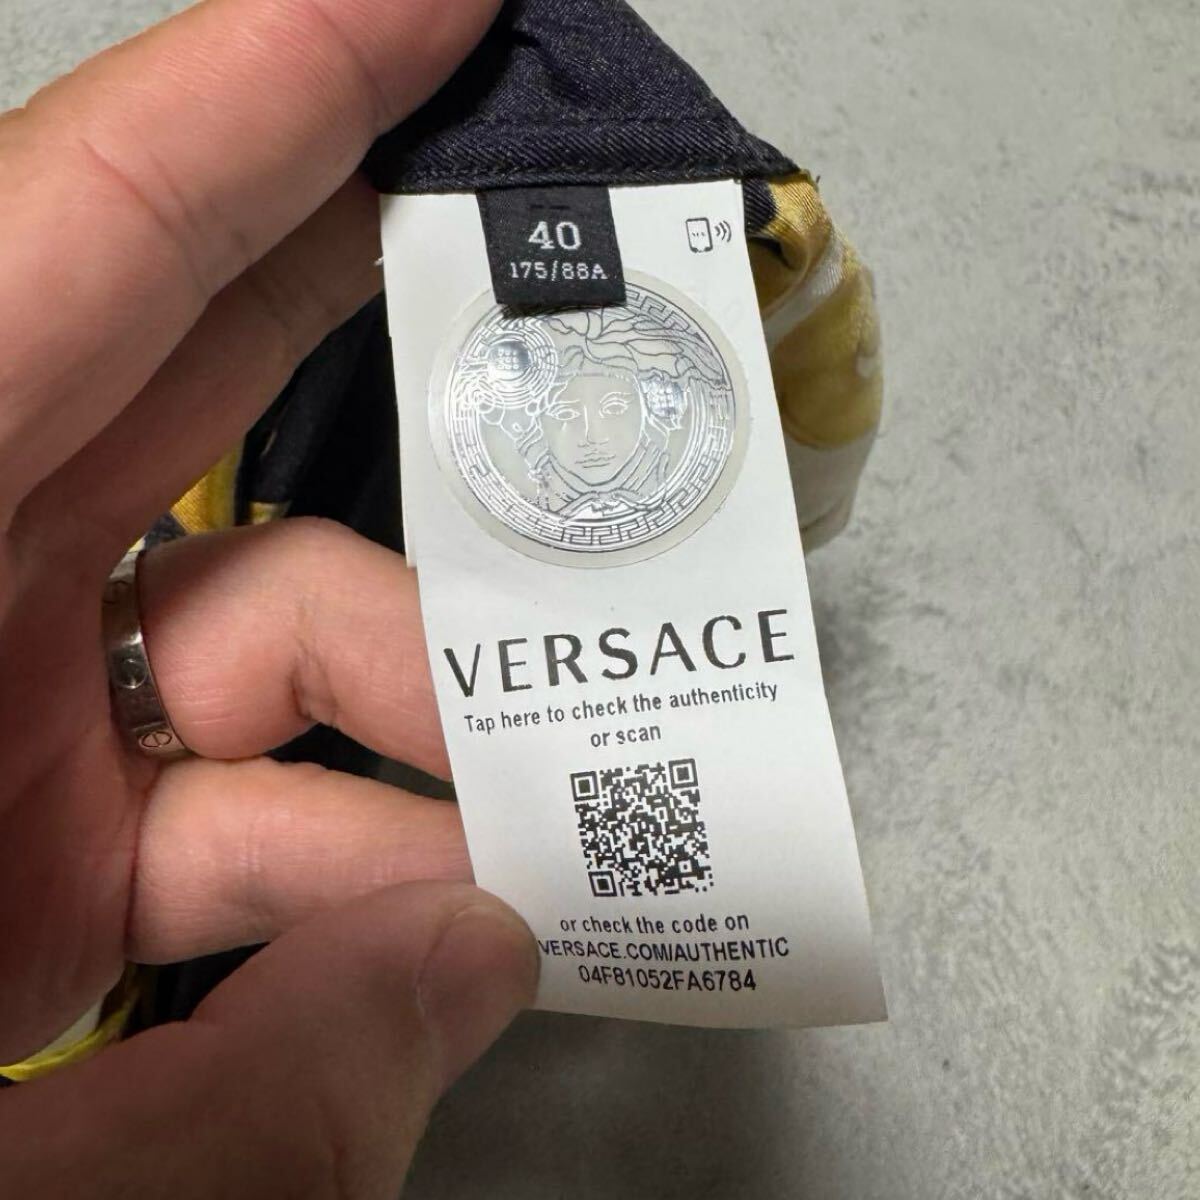 40
175/88A
VERSACE
Tap here to check the authenticity
or scan
or check the code on
VERSACE.COM/AUTHENTIC
04F81052FA6784